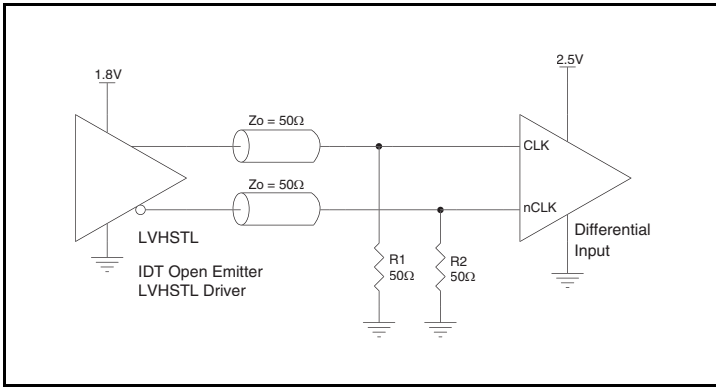 2.5V
1.8V
Zo = 50Ω
CLK
Zo = 50Ω
nCLK
LVHSTL
Differential
Input
IDT Open Emitter
LVHSTL Driver
R1
50Ω
R2
50Ω